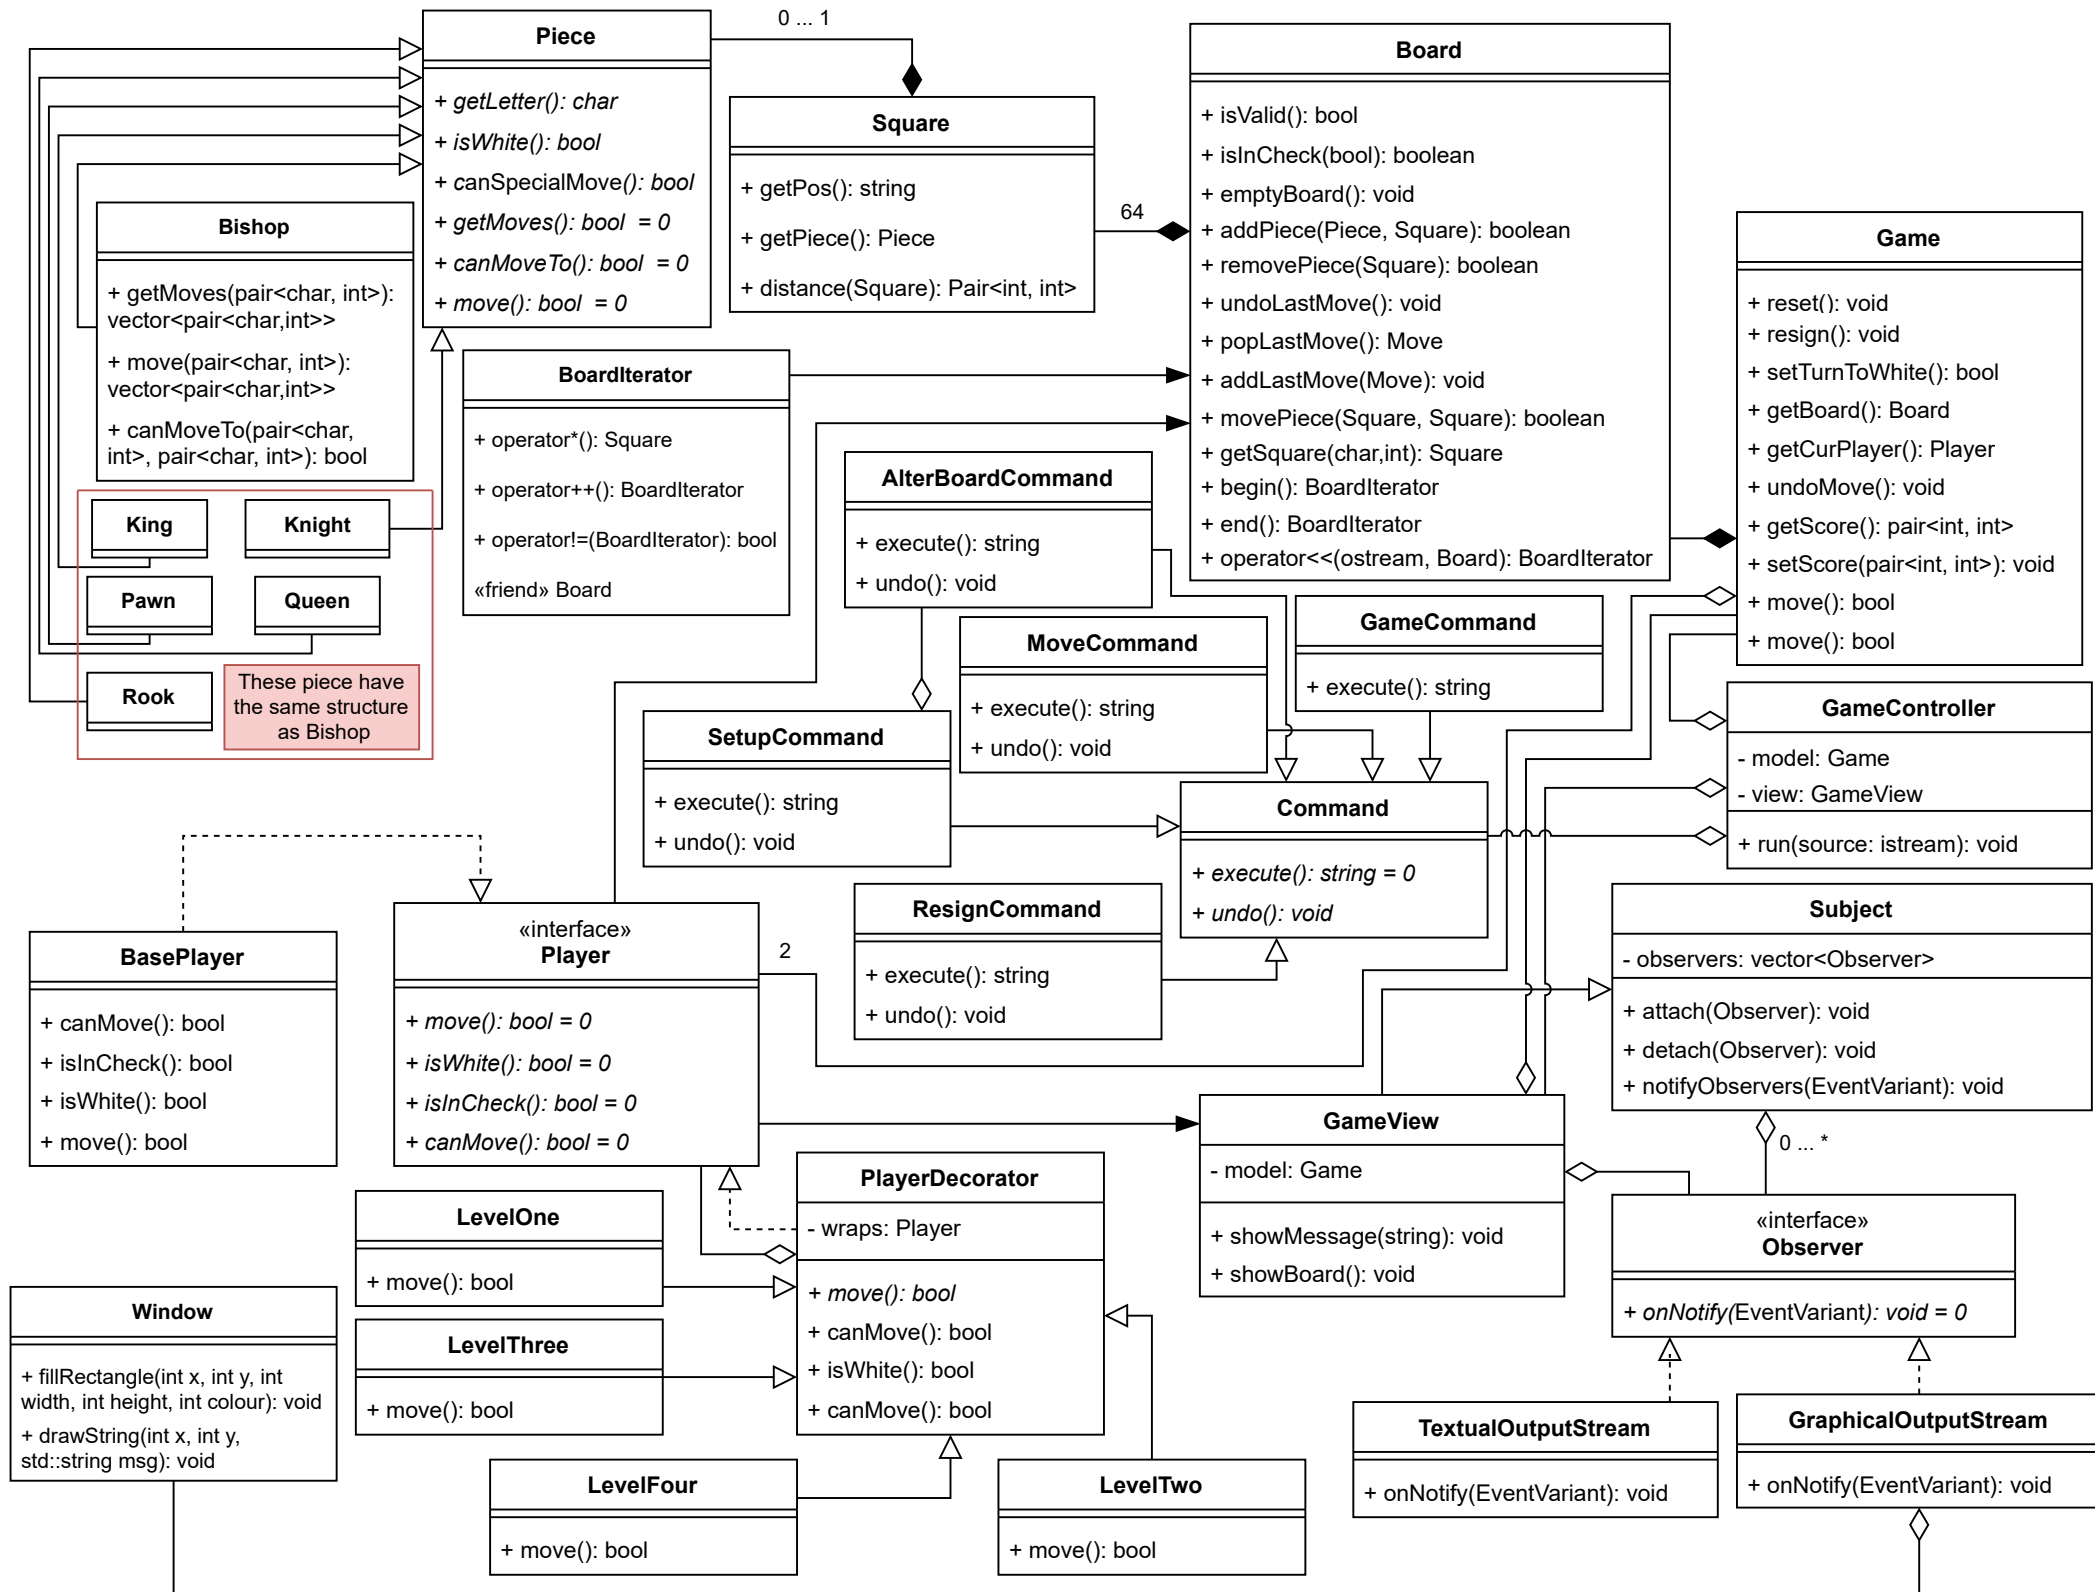 Piece
+ getLetter(): char
+ isWhite(): bool
+ canSpecialMove(): bool
+ getMoves(): bool = 0
+ canMoveTo(): bool = 0
+ move(): bool = 0
0 ... 1
Square
+ getPos(): string
+ getPiece(): Piece
+ distance(Square): Pair<int, int>
64
Board
+ isValid(): bool
+ isInCheck(bool): boolean
+ emptyBoard(): void
+ addPiece(Piece, Square): boolean
+ removePiece(Square): boolean
+ undoLastMove(): void
+ popLastMove(): Move
+ addLastMove(Move): void
+ movePiece(Square, Square): boolean
+ getSquare(char,int): Square
+ begin(): BoardIterator
+ end(): BoardIterator
+ operator<<(ostream, Board): BoardIterator
Game
+ reset(): void
+ resign(): void
+ setTurnToWhite(): bool
+ getBoard(): Board
+ getCurPlayer(): Player
+ undoMove(): void
+ getScore(): pair<int, int>
+ setScore(pair<int, int>): void
+ move(): bool
+ move(): bool
Bishop
+ getMoves(pair<char, int>):
vector<pair<char,int>>
+ move(pair<char, int>):
vector<pair<char,int>>
+ canMoveTo(pair<char,
int>, pair<char, int>): bool
King
Knight
Pawn
Queen
Rook
These piece have
the same structure
as Bishop
BoardIterator
+ operator*(): Square
+ operator++(): BoardIterator
+ operator!=(BoardIterator): bool
«friend» Board
AlterBoardCommand
+ execute(): string
+ undo(): void
MoveCommand
+ execute(): string
+ undo(): void
GameCommand
+ execute(): string
SetupCommand
+ execute(): string
+ undo(): void
Command
+ execute(): string = 0
+ undo(): void
GameController
- model: Game
- view: GameView
+ run(source: istream): void
ResignCommand
+ execute(): string
+ undo(): void
Subject
- observers: vector<Observer>
+ attach(Observer): void
+ detach(Observer): void
+ notifyObservers(EventVariant): void
0 ... *
BasePlayer
+ canMove(): bool
+ isInCheck(): bool
+ isWhite(): bool
+ move(): bool
«interface»
Player
+ move(): bool = 0
+ isWhite(): bool = 0
+ isInCheck(): bool = 0
+ canMove(): bool = 0
2
GameView
- model: Game
+ showMessage(string): void
+ showBoard(): void
PlayerDecorator
- wraps: Player
+ move(): bool
+ canMove(): bool
+ isWhite(): bool
+ canMove(): bool
«interface»
Observer
+ onNotify(EventVariant): void = 0
LevelOne
+ move(): bool
LevelThree
+ move(): bool
Window
+ fillRectangle(int x, int y, int
width, int height, int colour): void
+ drawString(int x, int y,
std::string msg): void
LevelFour
+ move(): bool
LevelTwo
+ move(): bool
TextualOutputStream
+ onNotify(EventVariant): void
GraphicalOutputStream
+ onNotify(EventVariant): void